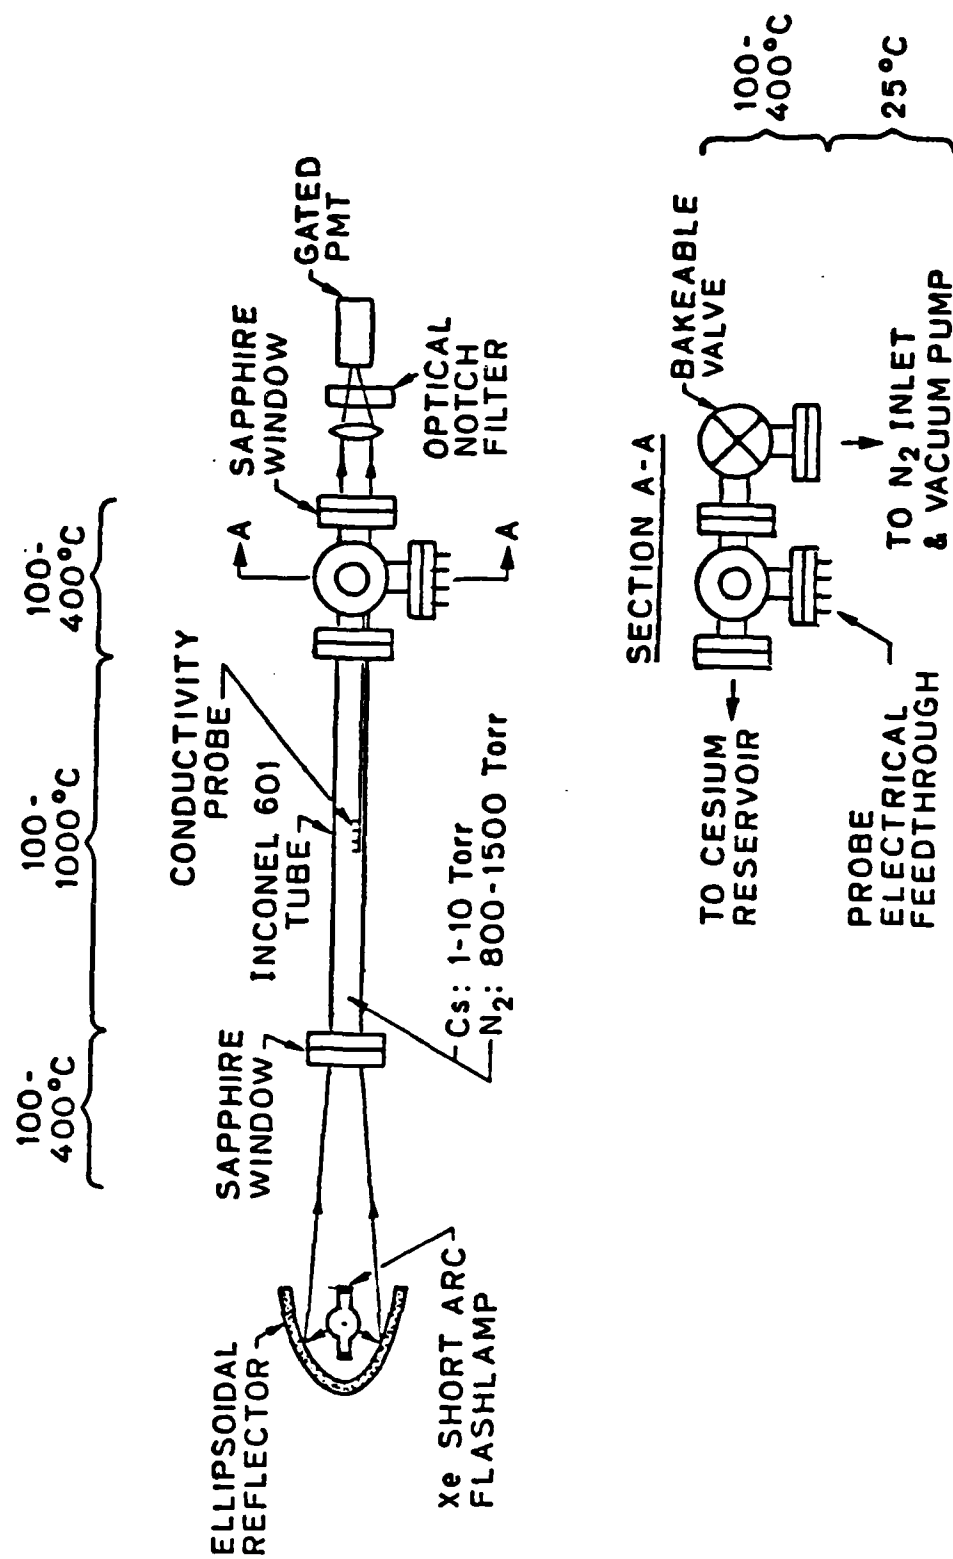 100-
400°C
100-
1000°C
100-
400°C
ELLIPSOIDAL
REFLECTOR
SAPPHIRE
WINDOW
INCONEL 601
TUBE
CONDUCTIVITY
PROBE
SAPPHIRE
WINDOW
GATED
PMT
A
A
OPTICAL
NOTCH
FILTER
Xe SHORT ARC
FLASHLAMP
Cs: 1-10 Torr
N2: 800-1500 Torr
SECTION A-A
BAKEABLE
VALVE
100-
400°C
25°C
TO CESIUM
RESERVOIR
PROBE
ELECTRICAL
FEEDTHROUGH
TO N2 INLET
& VACUUM PUMP